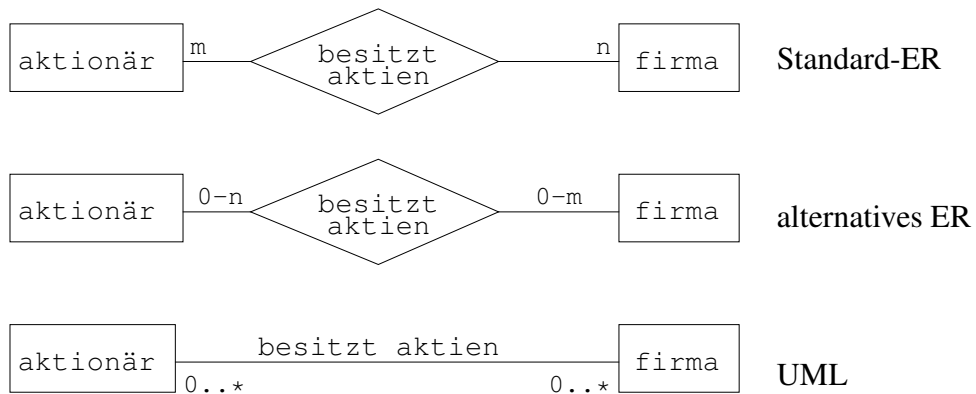 aktionär m besitzt aktien n firma Standard-ER
aktionär 0-n besitzt aktien 0-m firma alternatives ER
aktionär besitzt aktien firma UML
0..* 0..*